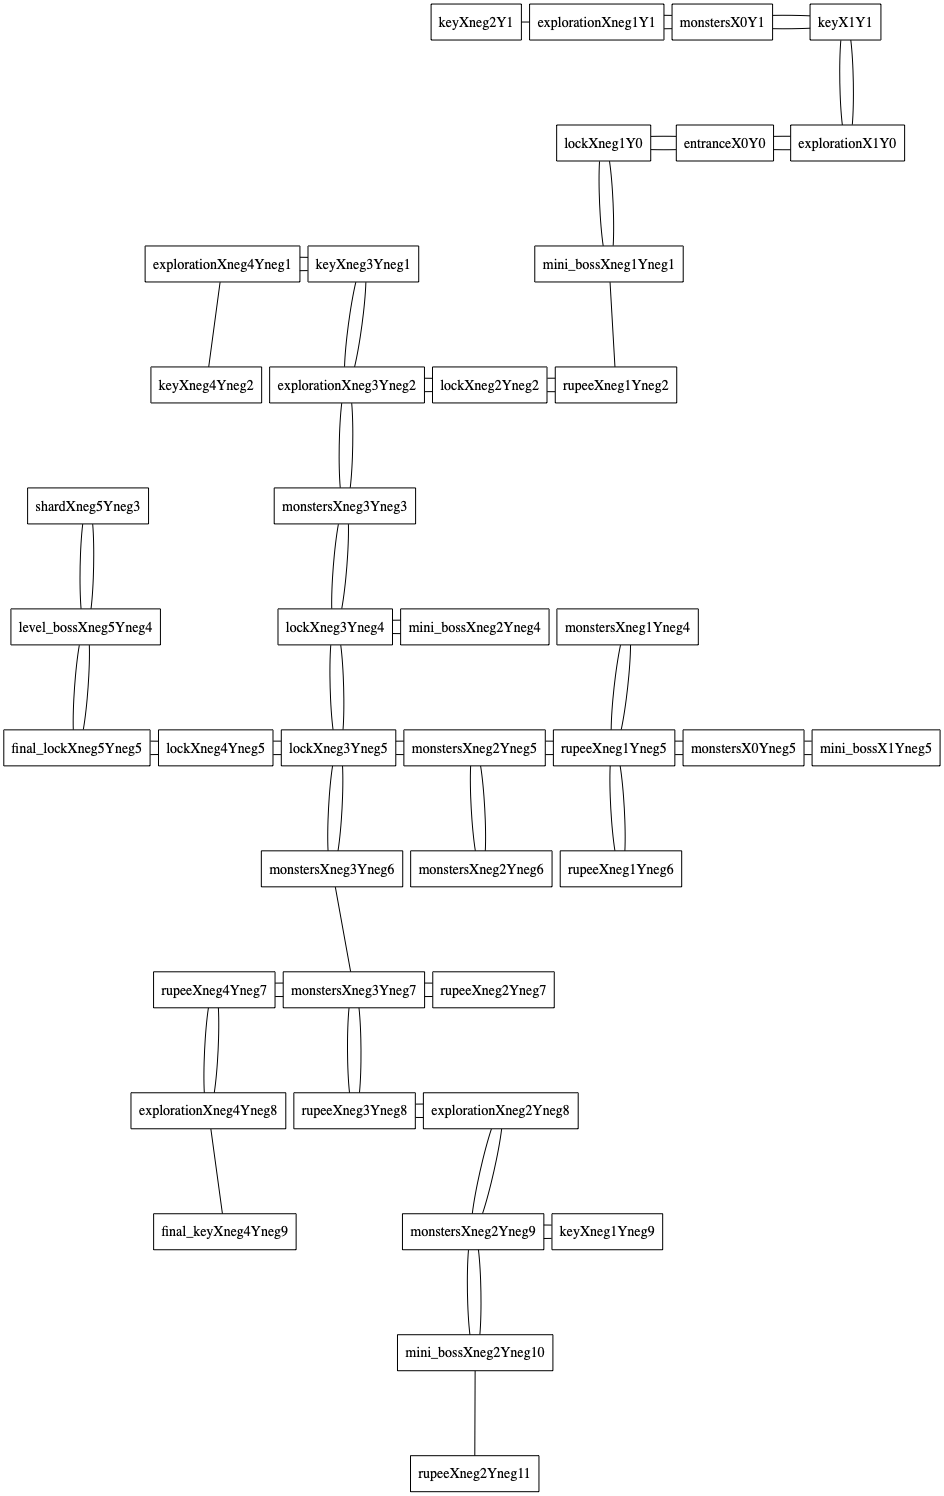 keyXneg2Y1
explorationXneg1Y1
monstersX0Y1
keyX1Y1
lockXneg1Y0
entranceX0Y0
explorationX1Y0
explorationXneg4Yneg1
keyXneg3Yneg1
mini_bossXneg1Yneg1
keyXneg4Yneg2
explorationXneg3Yneg2
lockXneg2Yneg2
rupeeXneg1Yneg2
shardXneg5Yneg3
monstersXneg3Yneg3
level_bossXneg5Yneg4
lockXneg3Yneg4
mini_bossXneg2Yneg4
monstersXneg1Yneg4
final_lockXneg5Yneg5
lockXneg4Yneg5
lockXneg3Yneg5
monstersXneg2Yneg5
rupeeXneg1Yneg5
monstersX0Yneg5
mini_bossX1Yneg5
monstersXneg3Yneg6
monstersXneg2Yneg6
rupeeXneg1Yneg6
rupeeXneg4Yneg7
monstersXneg3Yneg7
rupeeXneg2Yneg7
explorationXneg4Yneg8
rupeeXneg3Yneg8
explorationXneg2Yneg8
final_keyXneg4Yneg9
monstersXneg2Yneg9
keyXneg1Yneg9
mini_bossXneg2Yneg10
rupeeXneg2Yneg11